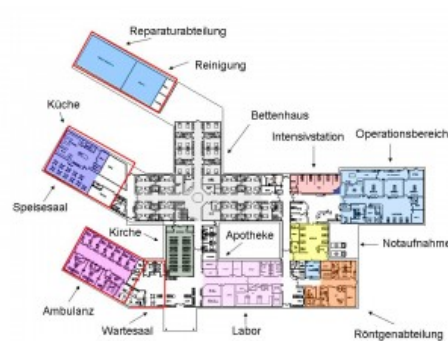 Reparaturabteilung
Reinigung
Küche
Bettenhaus
Intensivstation
Operationsbereich
Speisesaal
Kirche
Apotheke
Notaufnahme
Ambulanz
Wartesaal
Labor
Röntgenabteilung